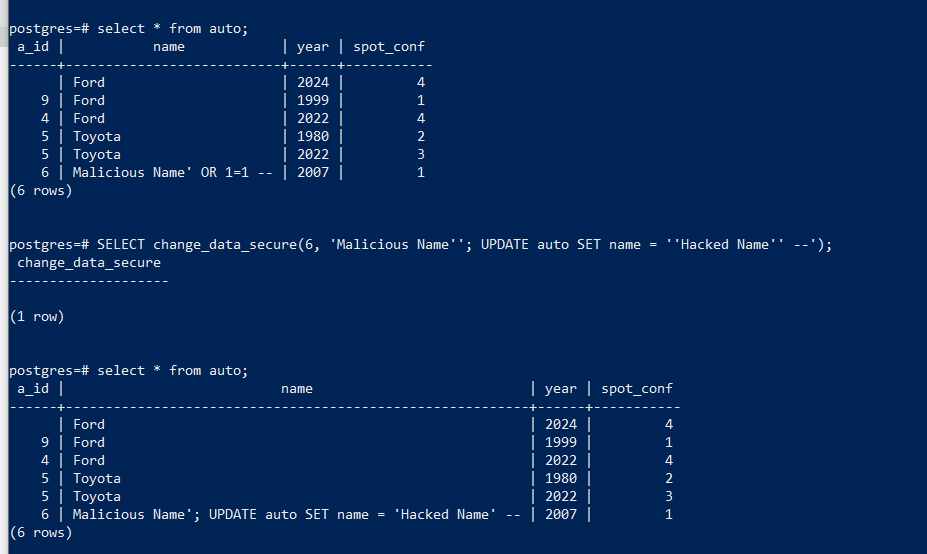 postgres=# select * from auto;
 a_id |            name             | year | spot_conf
------+-----------------------------+------+-----------
      | Ford                        | 2024 |         4
    9 | Ford                        | 1999 |         1
    4 | Ford                        | 2022 |         4
    5 | Toyota                      | 1980 |         2
    5 | Toyota                      | 2022 |         3
    6 | Malicious Name' OR 1=1 --   | 2007 |         1
(6 rows)
postgres=# SELECT change_data_secure(6, 'Malicious Name''; UPDATE auto SET name = ''Hacked Name'' --');
 change_data_secure
--------------------
(1 row)
postgres=# select * from auto;
 a_id |                           name                           | year | spot_conf
------+----------------------------------------------------------+------+-----------
      | Ford                                                     | 2024 |         4
    9 | Ford                                                     | 1999 |         1
    4 | Ford                                                     | 2022 |         4
    5 | Toyota                                                   | 1980 |         2
    5 | Toyota                                                   | 2022 |         3
    6 | Malicious Name'; UPDATE auto SET name = 'Hacked Name' -- | 2007 |         1
(6 rows)